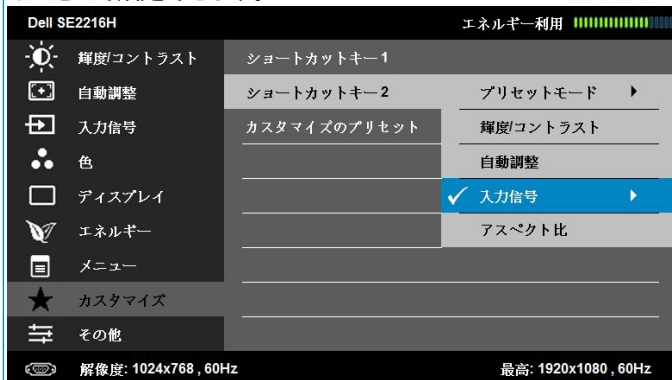 Dell SE2216H エネルギー利用
輝度/コントラスト ショートカットキー1
自動調整 ショートカットキー2 プリセットモード
入力信号 カスタマイズのプリセット 輝度/コントラスト
自動調整
色
ディスプレイ 入力信号
エネルギー アスペクト比
メニュー
カスタマイズ
その他
解像度: 1024x768 , 60Hz 最高: 1920x1080 , 60Hz